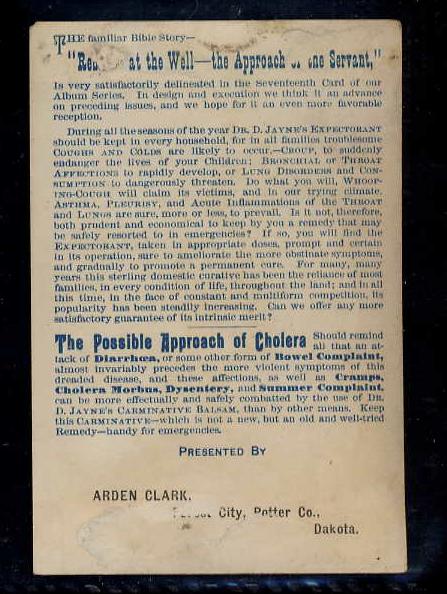 THE familiar Bible Story—
at the Well—the Approach the Servant,"
Is very satisfactorily delineated in the Seventeenth Card of our
Album Series. In design and execution we think it an advance
on preceding issues, and we hope for it an even more favorable
reception.
During all the seasons of the year DR. D. JAYNE'S EXPECTORANT
should be kept in every household, for in all families troublesome
COUGHS AND COLDS are likely to occur,—CROUP, to suddenly
endanger the lives of your Children; BRONCHIAL or THROAT
AFFECTIONS to rapidly develop, or LUNG DISORDERS and CON-
SUMPTION to dangerously threaten. Do what you will, WHOOP-
ING-COUGH will claim its victims, and in our trying climate,
ASTHMA, PLEURISY, and Acute Inflammations of the THROAT
and LUNGS are sure, more or less, to prevail. Is it not, therefore,
both prudent and economical to keep by you a remedy that may
be safely resorted to in emergencies? If so, you will find the
EXPECTORANT, taken in appropriate doses, prompt and certain
in its operation, sure to ameliorate the more obstinate symptoms,
and gradually to promote a permanent cure. For many, many
years this sterling domestic curative has been the reliance of most
families, in every condition of life, throughout the land; and in all
this time, in the face of constant and multiform competition, its
popularity has been steadily increasing. Can we offer any more
satisfactory guarantee of its intrinsic merit?
The Possible Approach of Cholera Should remind
all that an at-
tack of Diarrhœa, or some other form of Bowel Complaint,
almost invariably precedes the more violent symptoms of this
dreaded disease, and these affections, as well as Cramps,
Cholera Morbus, Dysentery, and Summer Complaint,
can be more effectually and safely combatted by the use of DR.
D. JAYNE'S CARMINATIVE BALSAM, than by other means. Keep
this CARMINATIVE—which is not a new, but an old and well-tried
Remedy—handy for emergencies.
PRESENTED BY
ARDEN CLARK,
City, Potter Co.,
Dakota.